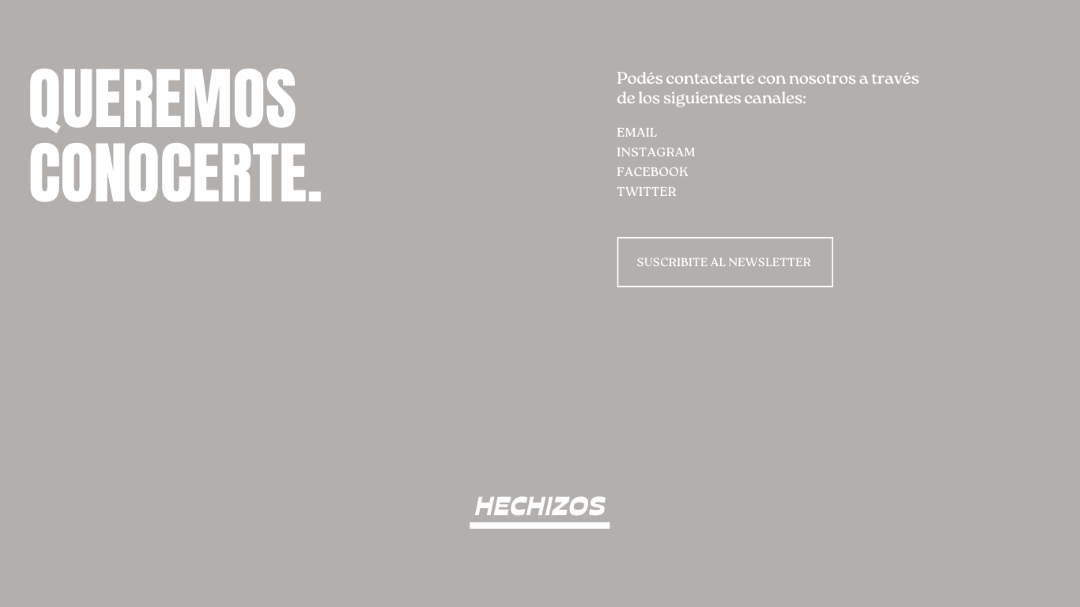 QUEREMOS
CONOCERTE.
Podés contactarte con nosotros a través
de los siguientes canales:
EMAIL
INSTAGRAM
FACEBOOK
TWITTER
SUSCRIBITE AL NEWSLETTER
HECHIZOS